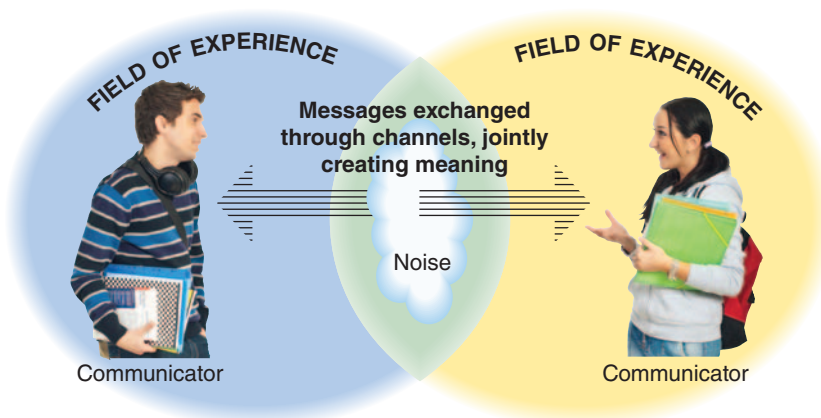 FIELD OF EXPERIENCE
FIELD OF EXPERIENCE
Messages exchanged
through channels, jointly
creating meaning
Noise
Communicator
Communicator